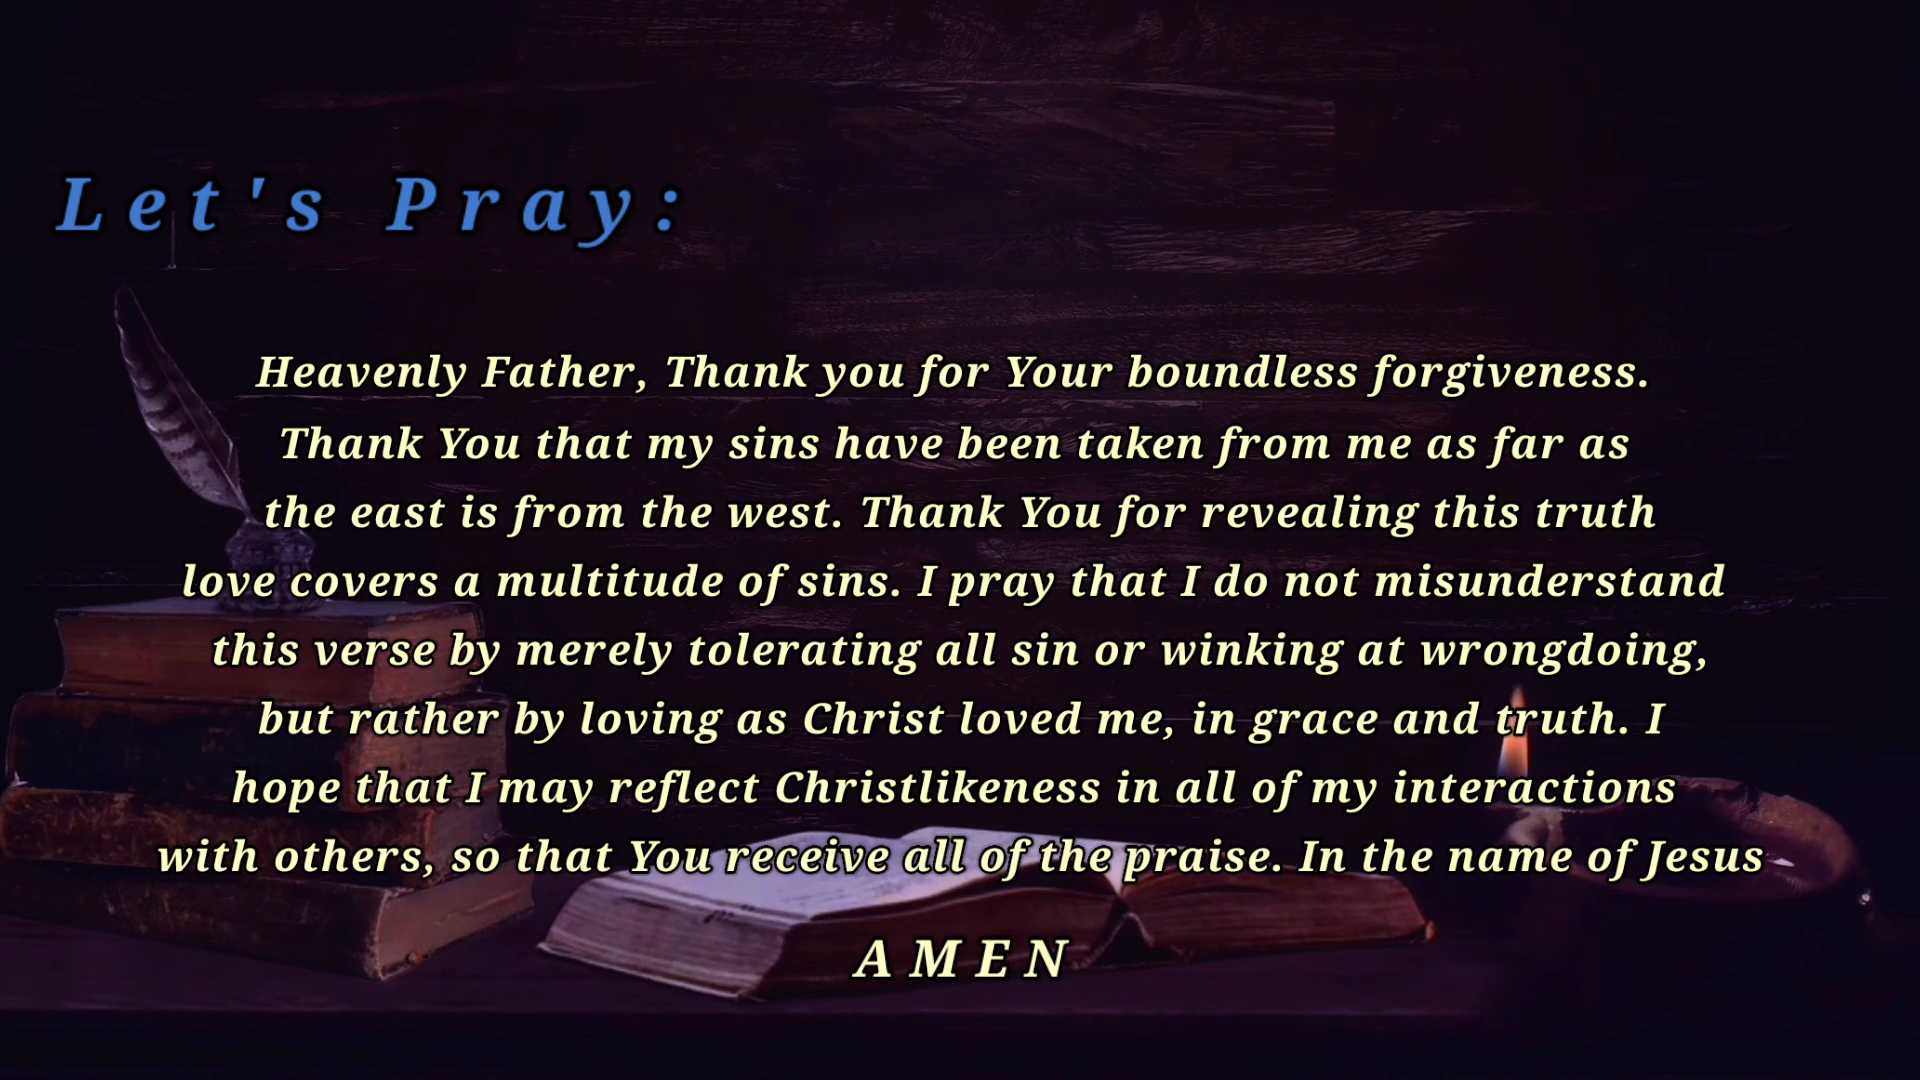 Let's Pray:
Heavenly Father, Thank you for Your boundless forgiveness.
Thank You that my sins have been taken from me as far as
the east is from the west. Thank You for revealing this truth
love covers a multitude of sins. I pray that I do not misunderstand
this verse by merely tolerating all sin or winking at wrongdoing,
but rather by loving as Christ loved me, in grace and truth. I
hope that I may reflect Christlikeness in all of my interactions
with others, so that You receive all of the praise. In the name of Jesus
AMEN